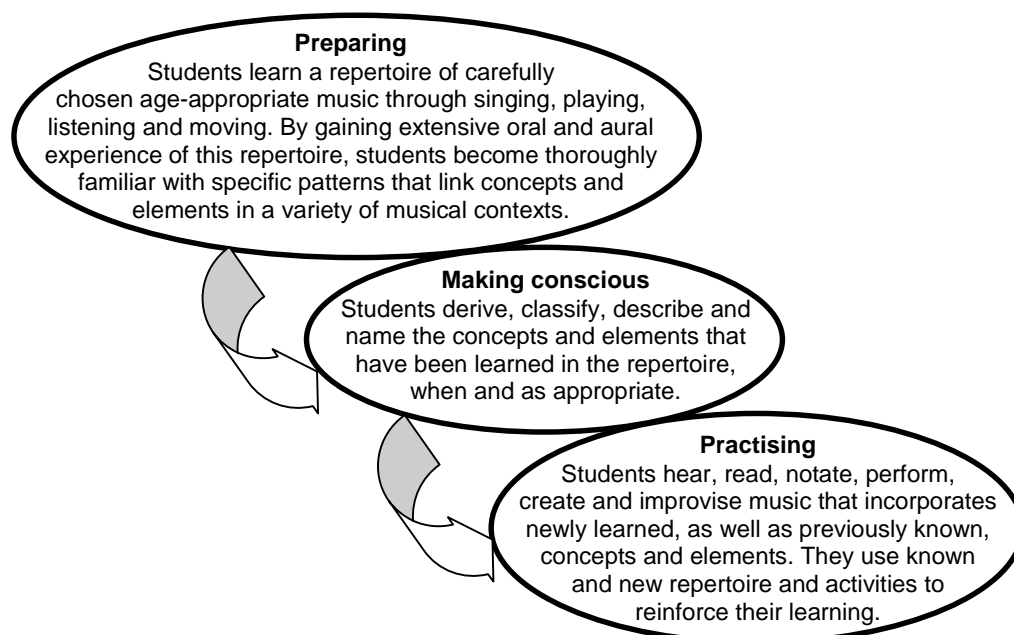 Preparing
Students learn a repertoire of carefully
chosen age-appropriate music through singing, playing,
listening and moving. By gaining extensive oral and aural
experience of this repertoire, students become thoroughly
familiar with specific patterns that link concepts and
elements in a variety of musical contexts.
Making conscious
Students derive, classify, describe and
name the concepts and elements that
have been learned in the repertoire,
when and as appropriate.
Practising
Students hear, read, notate, perform,
create and improvise music that incorporates
newly learned, as well as previously known,
concepts and elements. They use known
and new repertoire and activities to
reinforce their learning.